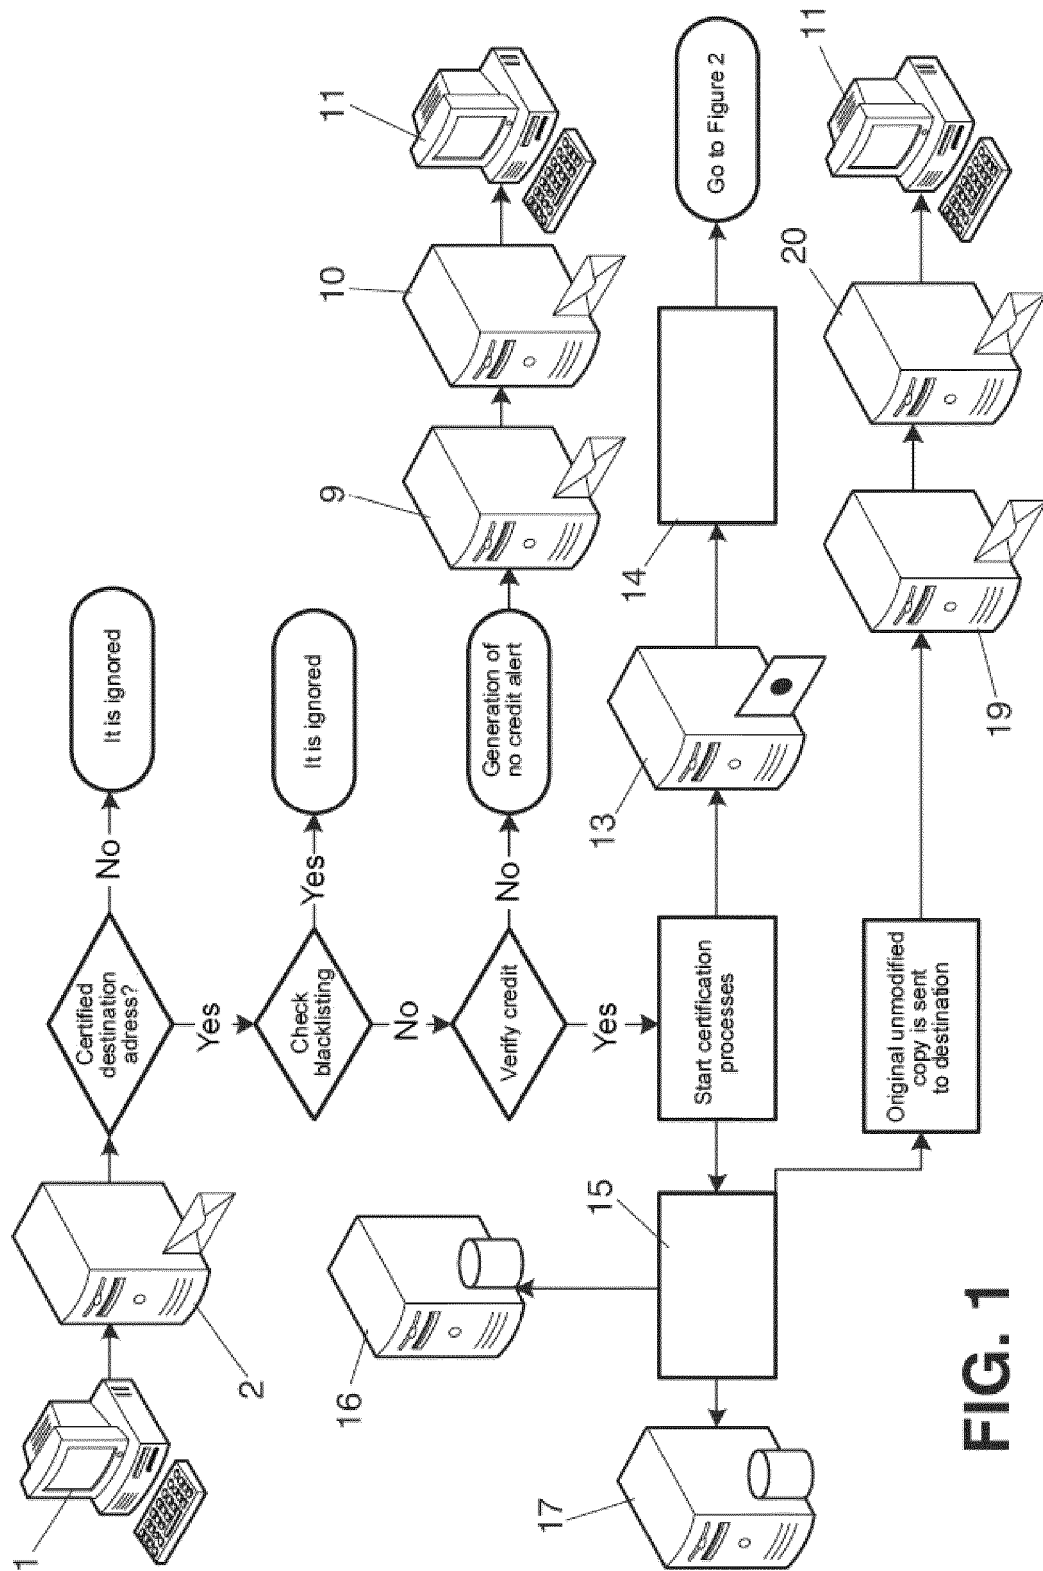 1
2
Certified
destination
adress?
No
It is ignored
Yes
Check
blacklisting
Yes
It is ignored
No
Verify credit
No
Generation of
no credit alert
9
10
11
Yes
Start certification
processes
13
14
Go to Figure 2
15
16
17
Original unmodified
copy is sent
to destination
19
20
11
FIG. 1